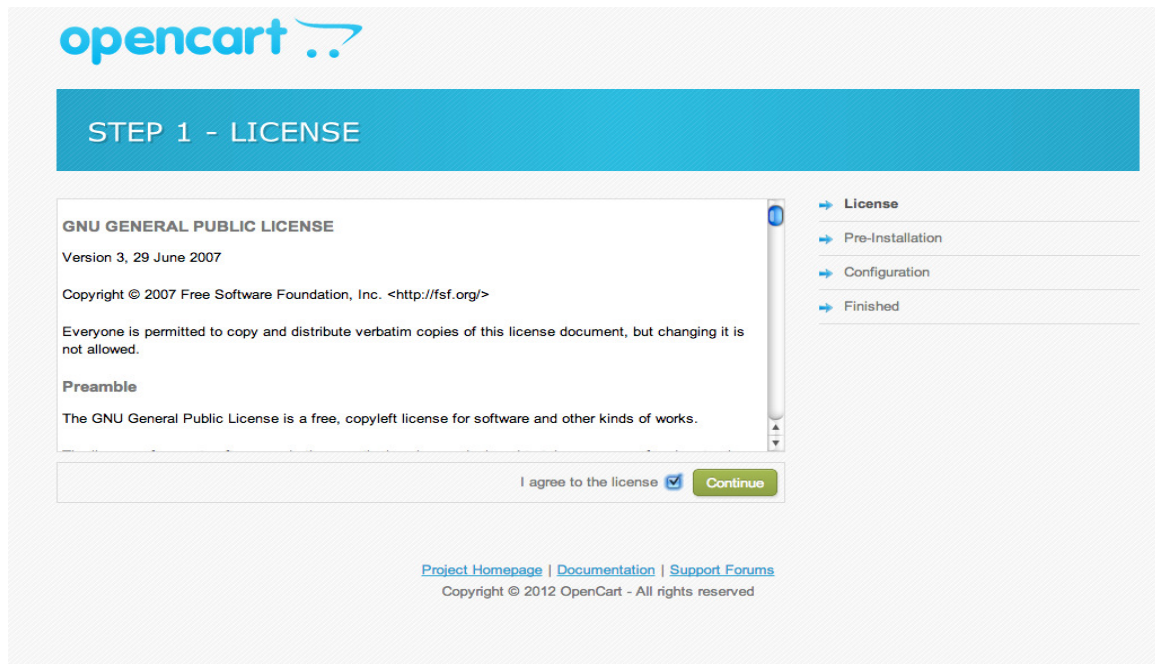 opencart
STEP 1 - LICENSE
GNU GENERAL PUBLIC LICENSE
Version 3, 29 June 2007
Copyright © 2007 Free Software Foundation, Inc. <http://fsf.org/>
Everyone is permitted to copy and distribute verbatim copies of this license document, but changing it is
not allowed.
Preamble
The GNU General Public License is a free, copyleft license for software and other kinds of works.
I agree to the license
Continue
License
Pre-Installation
Configuration
Finished
Project Homepage | Documentation | Support Forums
Copyright © 2012 OpenCart - All rights reserved